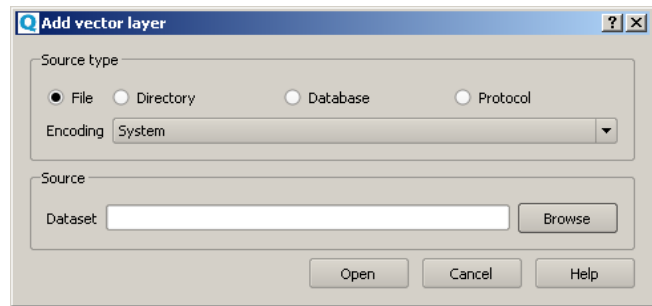 Add vector layer
Source type
File Directory Database Protocol
Encoding System
Source
Dataset Browse
Open Cancel Help